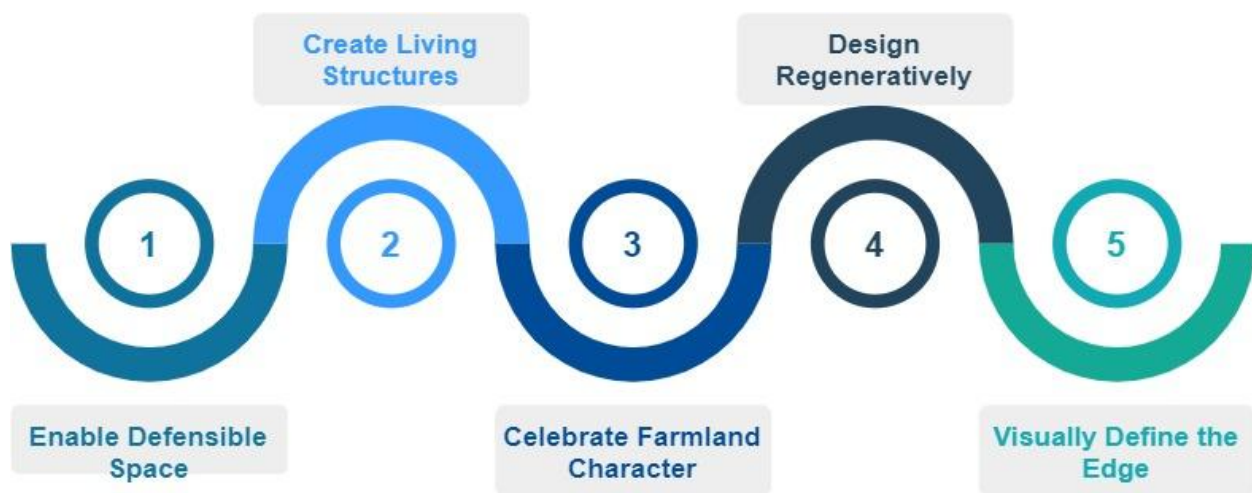 1
Enable Defensible
Space
2
Create Living
Structures
3
Celebrate Farmland
Character
4
Design
Regeneratively
5
Visually Define the
Edge